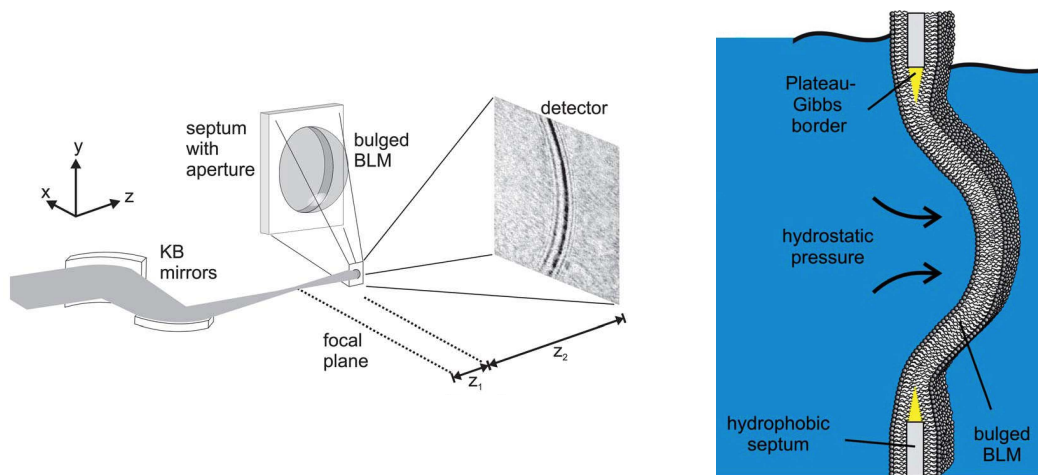 y
x
z
KB
mirrors
septum
with
aperture
bulged
BLM
detector
focal
plane
z1
z2
Plateau-
Gibbs
border
hydrostatic
pressure
hydrophobic
septum
bulged
BLM